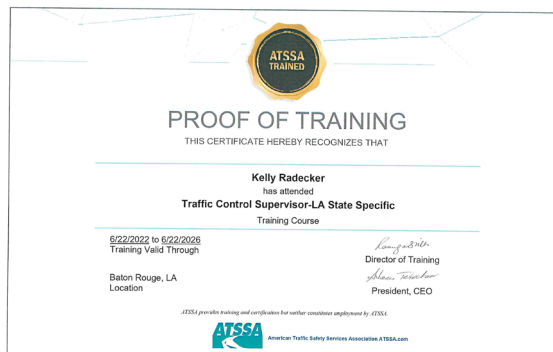 ATSSA
TRAINED
PROOF OF TRAINING
THIS CERTIFICATE HEREBY RECOGNIZES THAT
Kelly Radecker
has attended
Traffic Control Supervisor-LA State Specific
Training Course
6/22/2022 to 6/22/2026
Training Valid Through
Director of Training
Baton Rouge, LA
Location
President, CEO
ATSSA provides training and certification but neither constitutes employment by ATSSA.
ATSSA
American Traffic Safety Services Association ATSSA.com